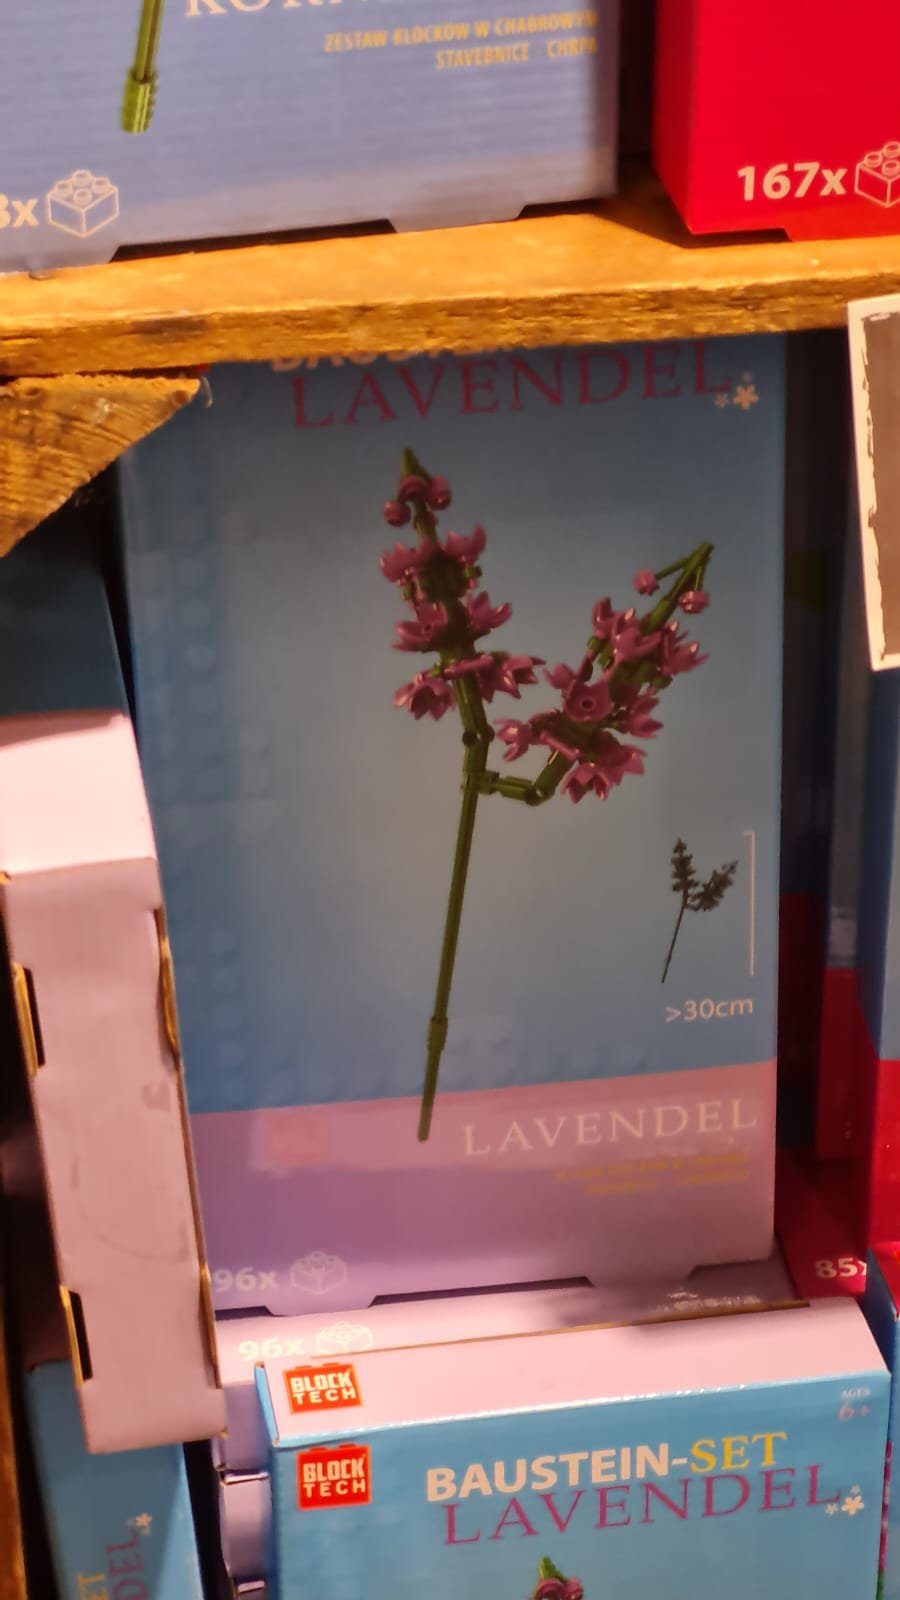 ZESTAW KLOCKÓW W CHABROWYM
STAVEBNICE - CHRPA
167x
LAVENDEL
>30cm
LAVENDEL
96x
85x
96x
BLOCK
TECH
AGES
6+
BLOCK
TECH
BAUSTEIN-SET
LAVENDEL